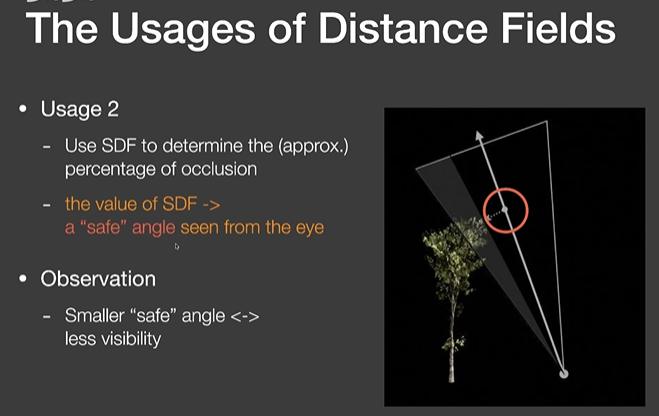 The Usages of Distance Fields
• Usage 2
- Use SDF to determine the (approx.)
percentage of occlusion
- the value of SDF ->
a “safe” angle seen from the eye
• Observation
- Smaller “safe” angle <->
less visibility